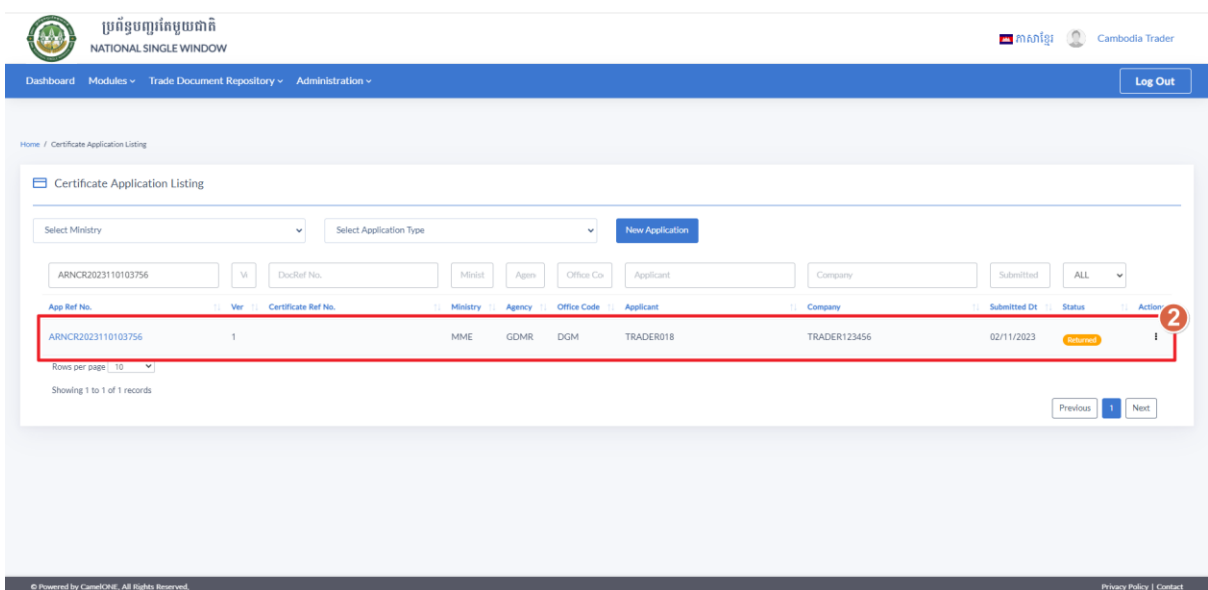 ប្រព័ន្ធបញ្ជរតែមួយជាតិ
NATIONAL SINGLE WINDOW
ភាសាខ្មែរ Cambodia Trader
Dashboard Modules Trade Document Repository Administration Log Out
Home / Certificate Application Listing
Certificate Application Listing
Select Ministry Select Application Type New Application
ARNCR2023110103756 DocRef No. Minist Office Co Applicant Company Submitted ALL
App Ref No. Ver Certificate Ref No. Ministry Agency Office Code Applicant Company Submitted Dt Status Action
2
ARNCR2023110103756 1 MME GDMR DGM TRADER018 TRADER123456 02/11/2023 Returned
Rows per page 10
Showing 1 to 1 of 1 records
Previous 1 Next
© Powered by CamelONE. All Rights Reserved. Privacy Policy | Contact